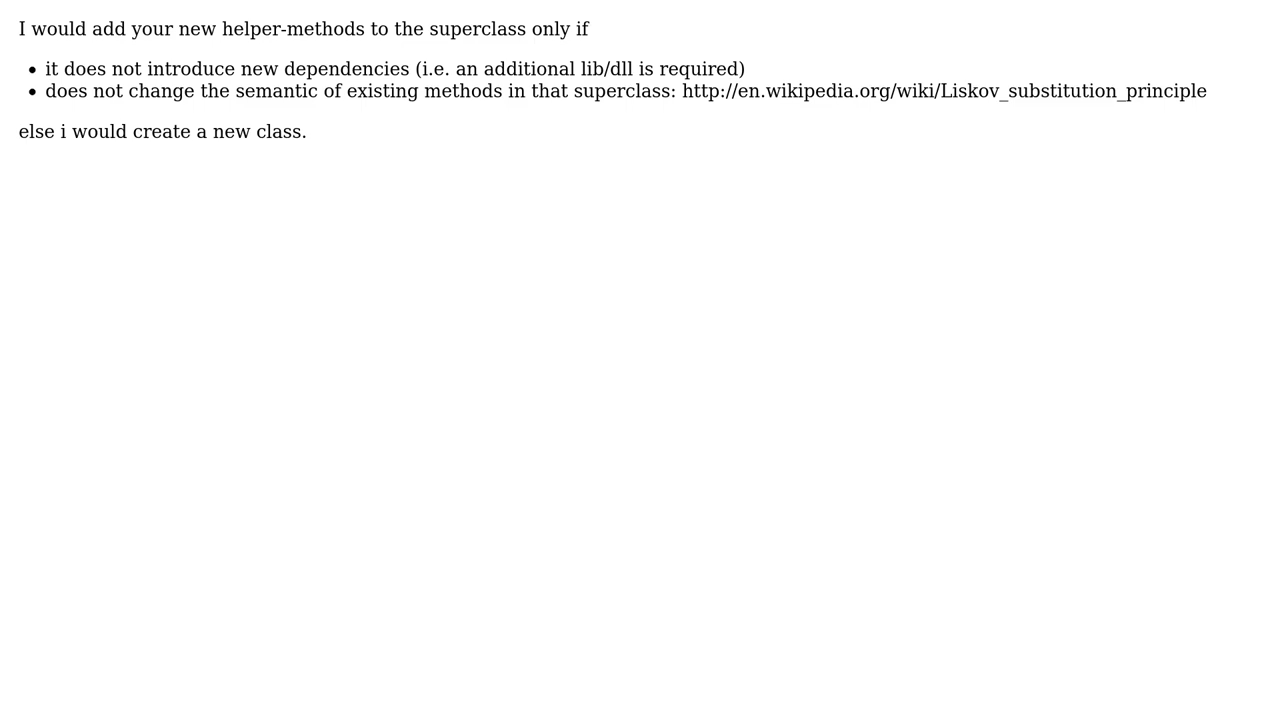 I would add your new helper-methods to the superclass only if
• it does not introduce new dependencies (i.e. an additional lib/dll is required)
• does not change the semantic of existing methods in that superclass: http://en.wikipedia.org/wiki/Liskov_substitution_principle
else i would create a new class.